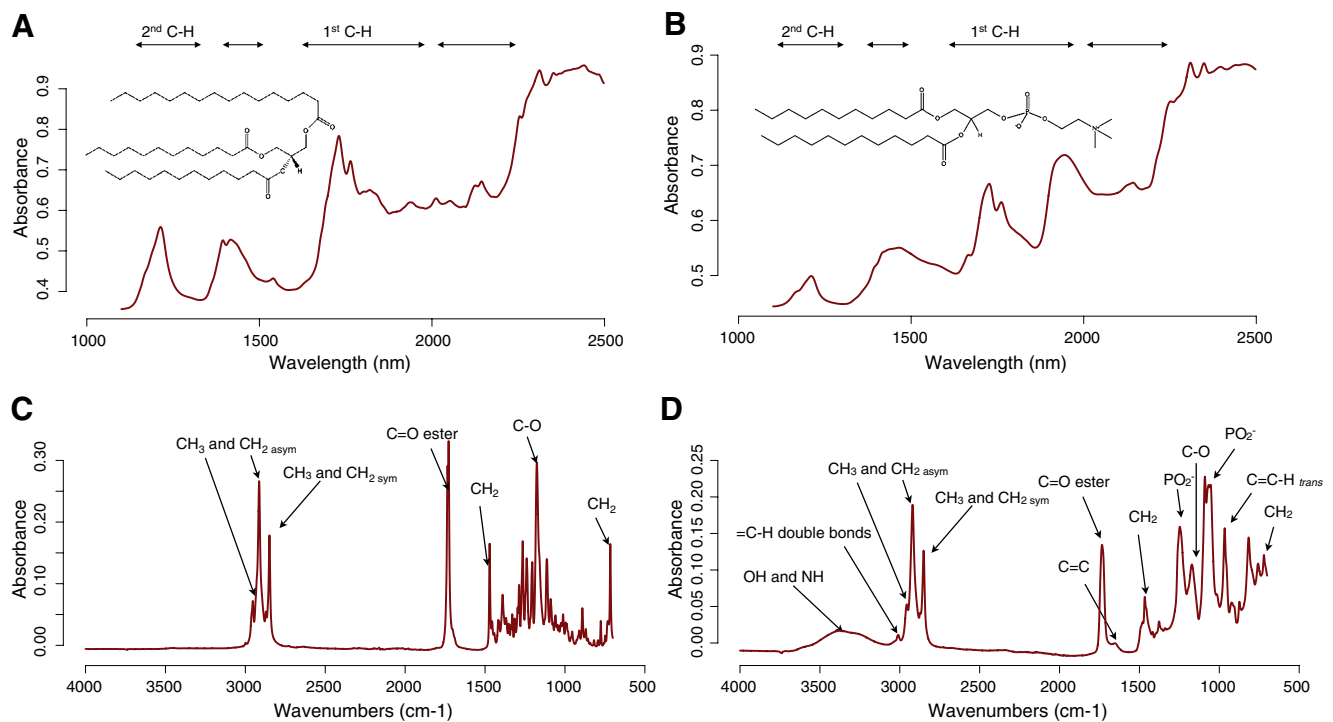 A
2nd C-H
1st C-H
Absorbance
0.9
0.8
0.7
0.6
0.5
0.4
O
O
O
O
O
H
1000
1500
2000
2500
Wavelength (nm)
B
2nd C-H
1st C-H
Absorbance
0.9
0.8
0.7
0.6
0.5
O
O
O
O
O
H
O
P
O
-O
N+
1000
1500
2000
2500
Wavelength (nm)
C
Absorbance
0.30
0.20
0.10
0.00
CH3 and CH2 asym
CH3 and CH2 sym
C=O ester
CH2
C-O
CH2
4000
3500
3000
2500
2000
1500
1000
500
Wavenumbers (cm-1)
D
Absorbance
0.25
0.20
0.15
0.10
0.05
0.00
OH and NH
=C-H double bonds
CH3 and CH2 asym
CH3 and CH2 sym
C=O ester
C=C
CH2
PO2-
C-O
PO2-
C=C-H trans
CH2
4000
3500
3000
2500
2000
1500
1000
500
Wavenumbers (cm-1)